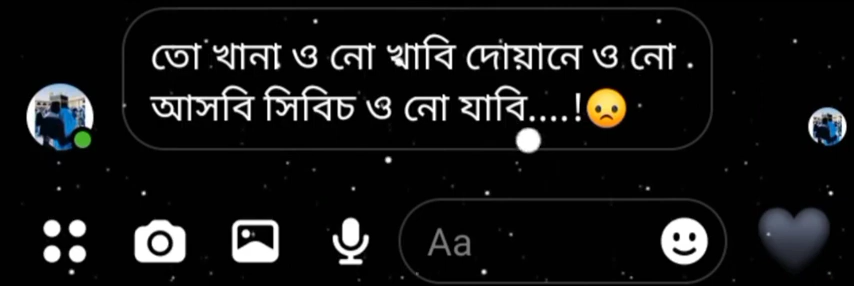 তো খানা ও নো খাবি দোয়ানে ও নো .
আসবি সিবিচ ও নো যাবি....!😞
Aa